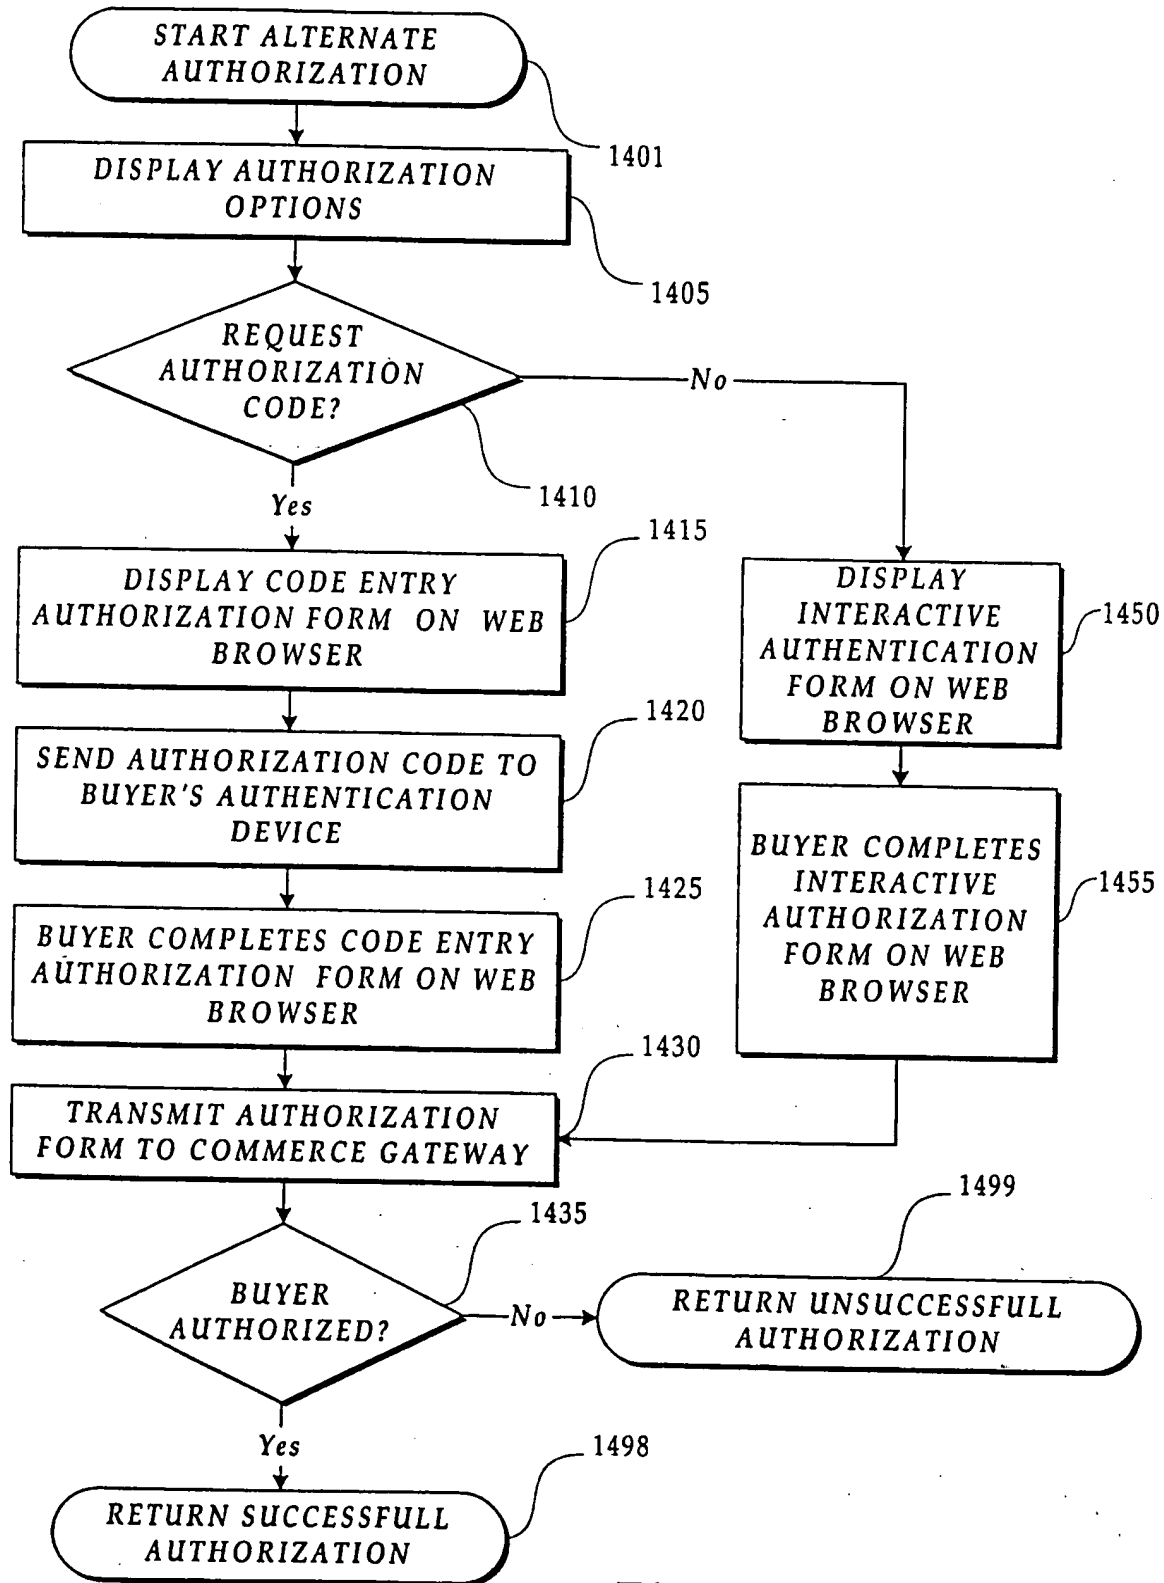 START ALTERNATE
AUTHORIZATION
1401
DISPLAY AUTHORIZATION
OPTIONS
1405
REQUEST
AUTHORIZATION
CODE?
No
1410
Yes
1415
DISPLAY CODE ENTRY
AUTHORIZATION FORM ON WEB
BROWSER
DISPLAY
INTERACTIVE
AUTHENTICATION
FORM ON WEB
BROWSER
1450
1420
SEND AUTHORIZATION CODE TO
BUYER'S AUTHENTICATION
DEVICE
BUYER COMPLETES
INTERACTIVE
AUTHORIZATION
FORM ON WEB
BROWSER
1455
1425
BUYER COMPLETES CODE ENTRY
AUTHORIZATION FORM ON WEB
BROWSER
1430
TRANSMIT AUTHORIZATION
FORM TO COMMERCE GATEWAY
1435
BUYER
AUTHORIZED?
No
1499
RETURN UNSUCCESSFULL
AUTHORIZATION
Yes
1498
RETURN SUCCESSFULL
AUTHORIZATION